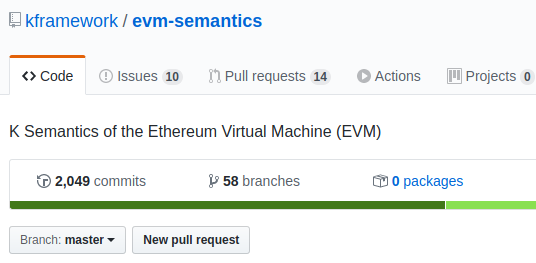 kframework / evm-semantics
Code Issues 10 Pull requests 14 Actions Projects 0
K Semantics of the Ethereum Virtual Machine (EVM)
2,049 commits 58 branches 0 packages
Branch: master New pull request